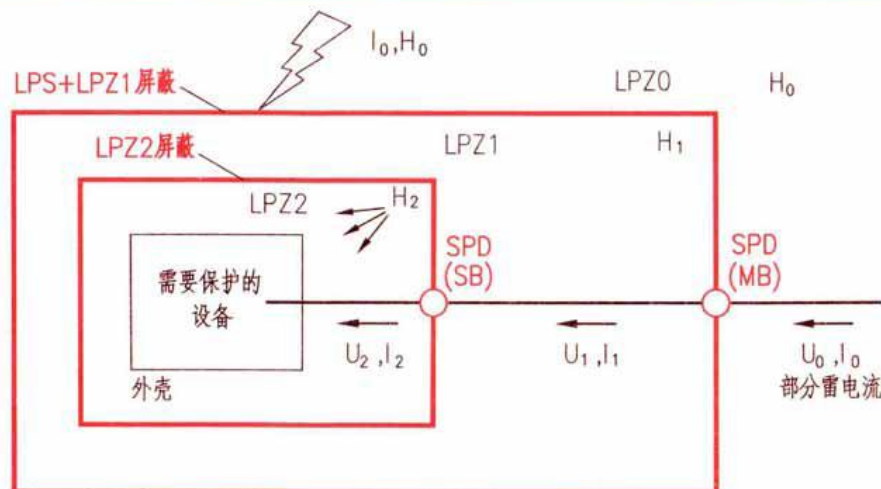 I₀,H₀
LPS+LPZ1屏蔽
LPZ0
H₀
LPZ2屏蔽
LPZ1
H₁
LPZ2
H₂
SPD
(SB)
SPD
(MB)
需要保护的
设备
U₂,I₂
U₁,I₁
U₀,I₀
部分雷电流
外壳